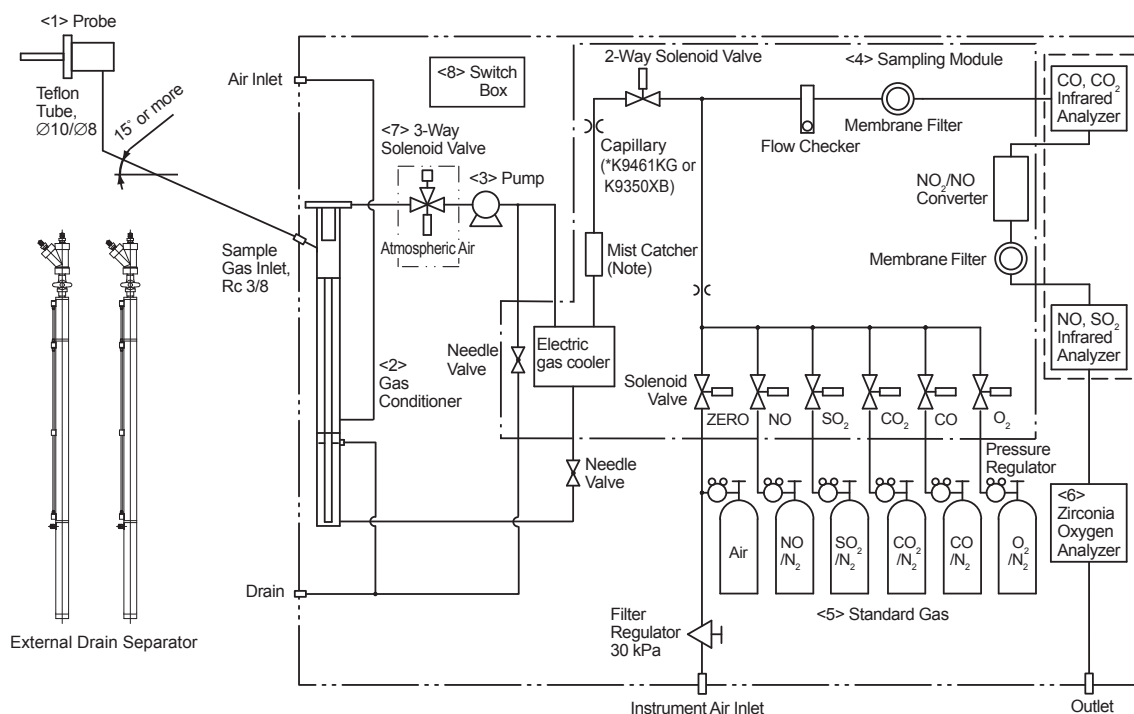 <1> Probe
Teflon
Tube,
Ø10/Ø8
15° or more
Air Inlet
Sample
Gas Inlet,
Rc 3/8
External Drain Separator
Drain
<8> Switch
Box
<7> 3-Way
Solenoid Valve
Atmospheric Air
<3> Pump
<2>
Gas
Conditioner
Needle
Valve
Electric
gas cooler
Needle
Valve
2-Way Solenoid Valve
Capillary
(*K9461KG or
K9350XB)
Mist Catcher
(Note)
<4> Sampling Module
Flow Checker
Membrane Filter
CO, CO₂
Infrared
Analyzer
NO₂/NO
Converter
Membrane Filter
NO, SO₂
Infrared
Analyzer
Solenoid
Valve
ZERO
NO
SO₂
CO₂
CO
O₂
Pressure
Regulator
Air
NO
/N₂
SO₂
/N₂
CO₂
/N₂
CO
/N₂
O₂
/N₂
<5> Standard Gas
<6>
Zirconia
Oxygen
Analyzer
Filter
Regulator
30 kPa
Instrument Air Inlet
Outlet